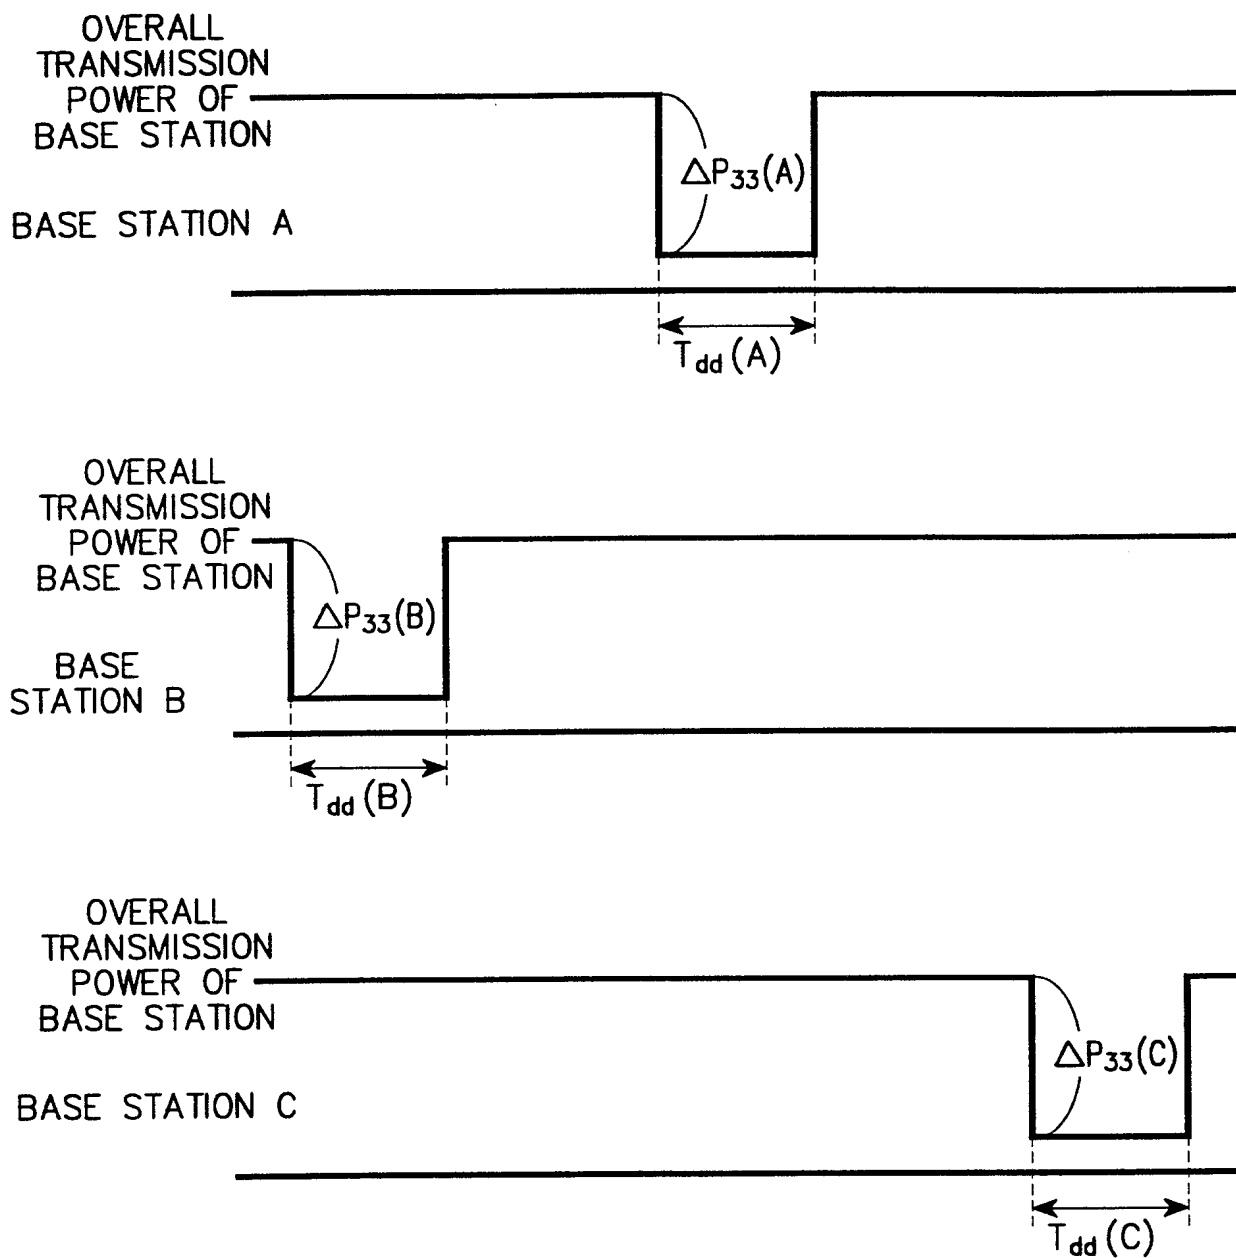 OVERALL
TRANSMISSION
POWER OF
BASE STATION
ΔP33(A)
BASE STATION A
Tdd(A)
OVERALL
TRANSMISSION
POWER OF
BASE STATION
ΔP33(B)
BASE
STATION B
Tdd(B)
OVERALL
TRANSMISSION
POWER OF
BASE STATION
ΔP33(C)
BASE STATION C
Tdd(C)